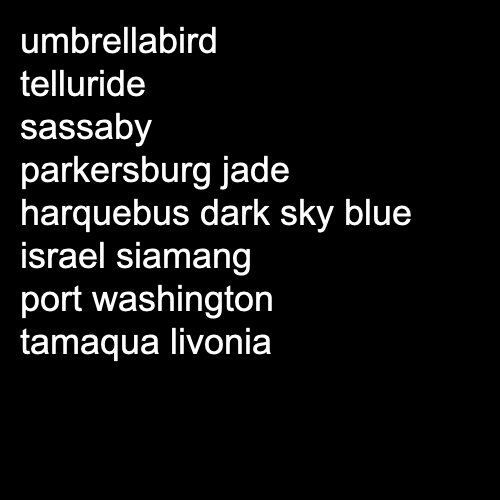 umbrellabird
telluride
sassaby
parkersburg jade
harquebus dark sky blue
israel siamang
port washington
tamaqua livonia